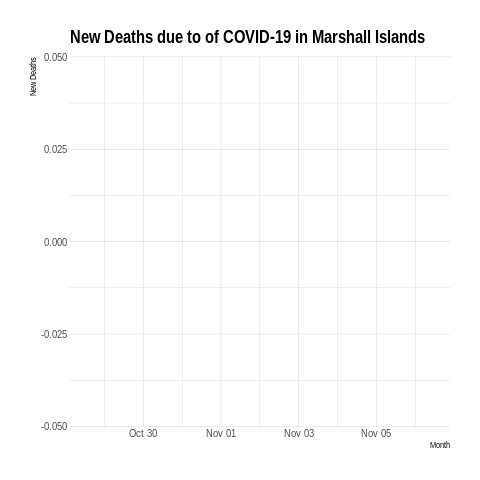 New Deaths due to of COVID-19 in Marshall Islands
New Deaths
0.050
0.025
0.000
-0.025
-0.050
Oct 30 Nov 01 Nov 03 Nov 05
Month